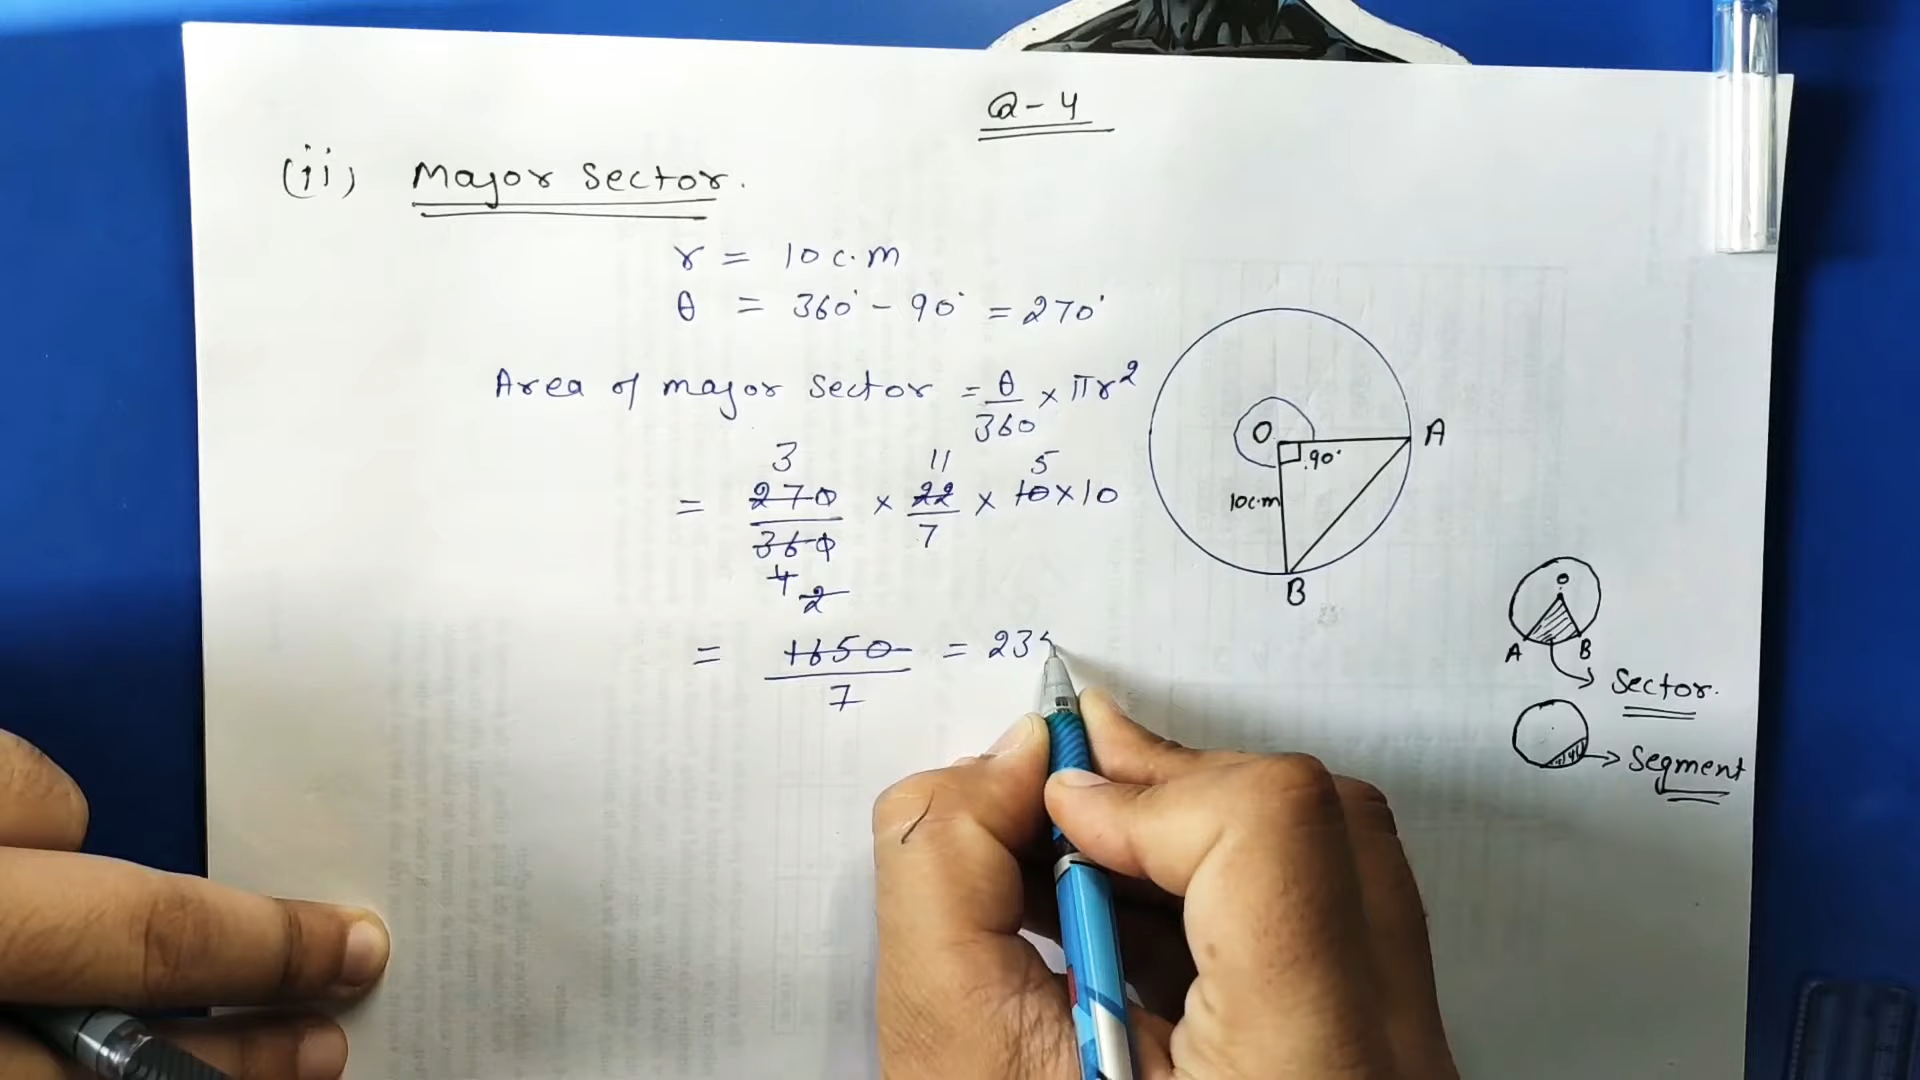 Q-4
(ii) Major Sector.
r = 10 c.m
θ = 360° - 90° = 270°
Area of major Sector = θ/360 × πr²
3 11 5
= 270/360 × 22/7 × 10 × 10
4 2
= 1650/7 = 23
O
A
90°
10c.m
B
O
A B
Sector.
Segment